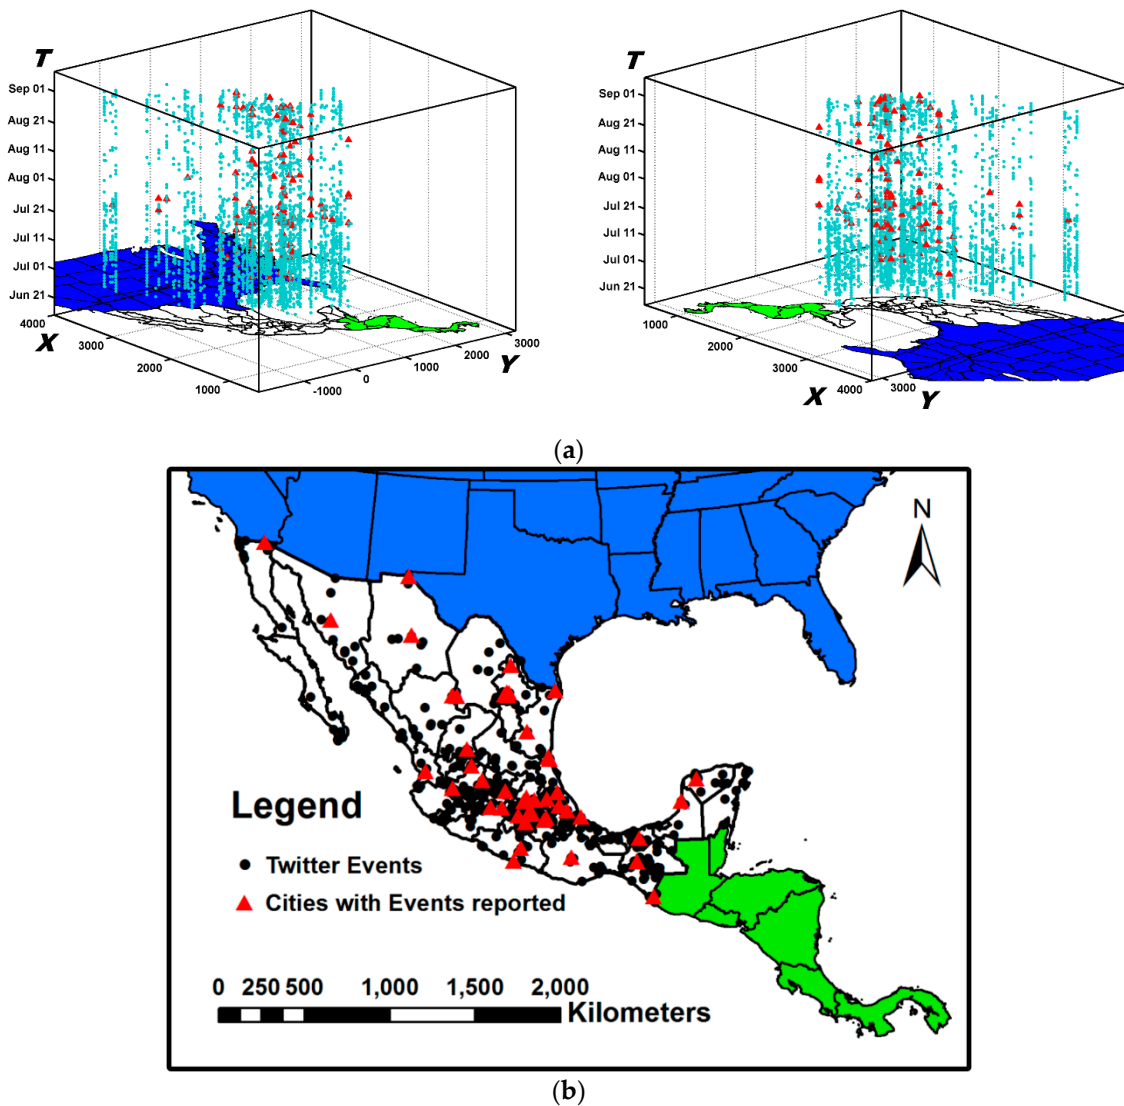 T
Sep 01
Aug 21
Aug 11
Aug 01
Jul 21
Jul 11
Jul 01
Jun 21
4000
3000
2000
1000
X
-1000
0
1000
2000
3000
Y
T
Sep 01
Aug 21
Aug 11
Aug 01
Jul 21
Jul 11
Jul 01
Jun 21
1000
2000
3000
4000
X
3000
Y
(a)
N
Legend
Twitter Events
Cities with Events reported
0 250 500 1,000 1,500 2,000
Kilometers
(b)